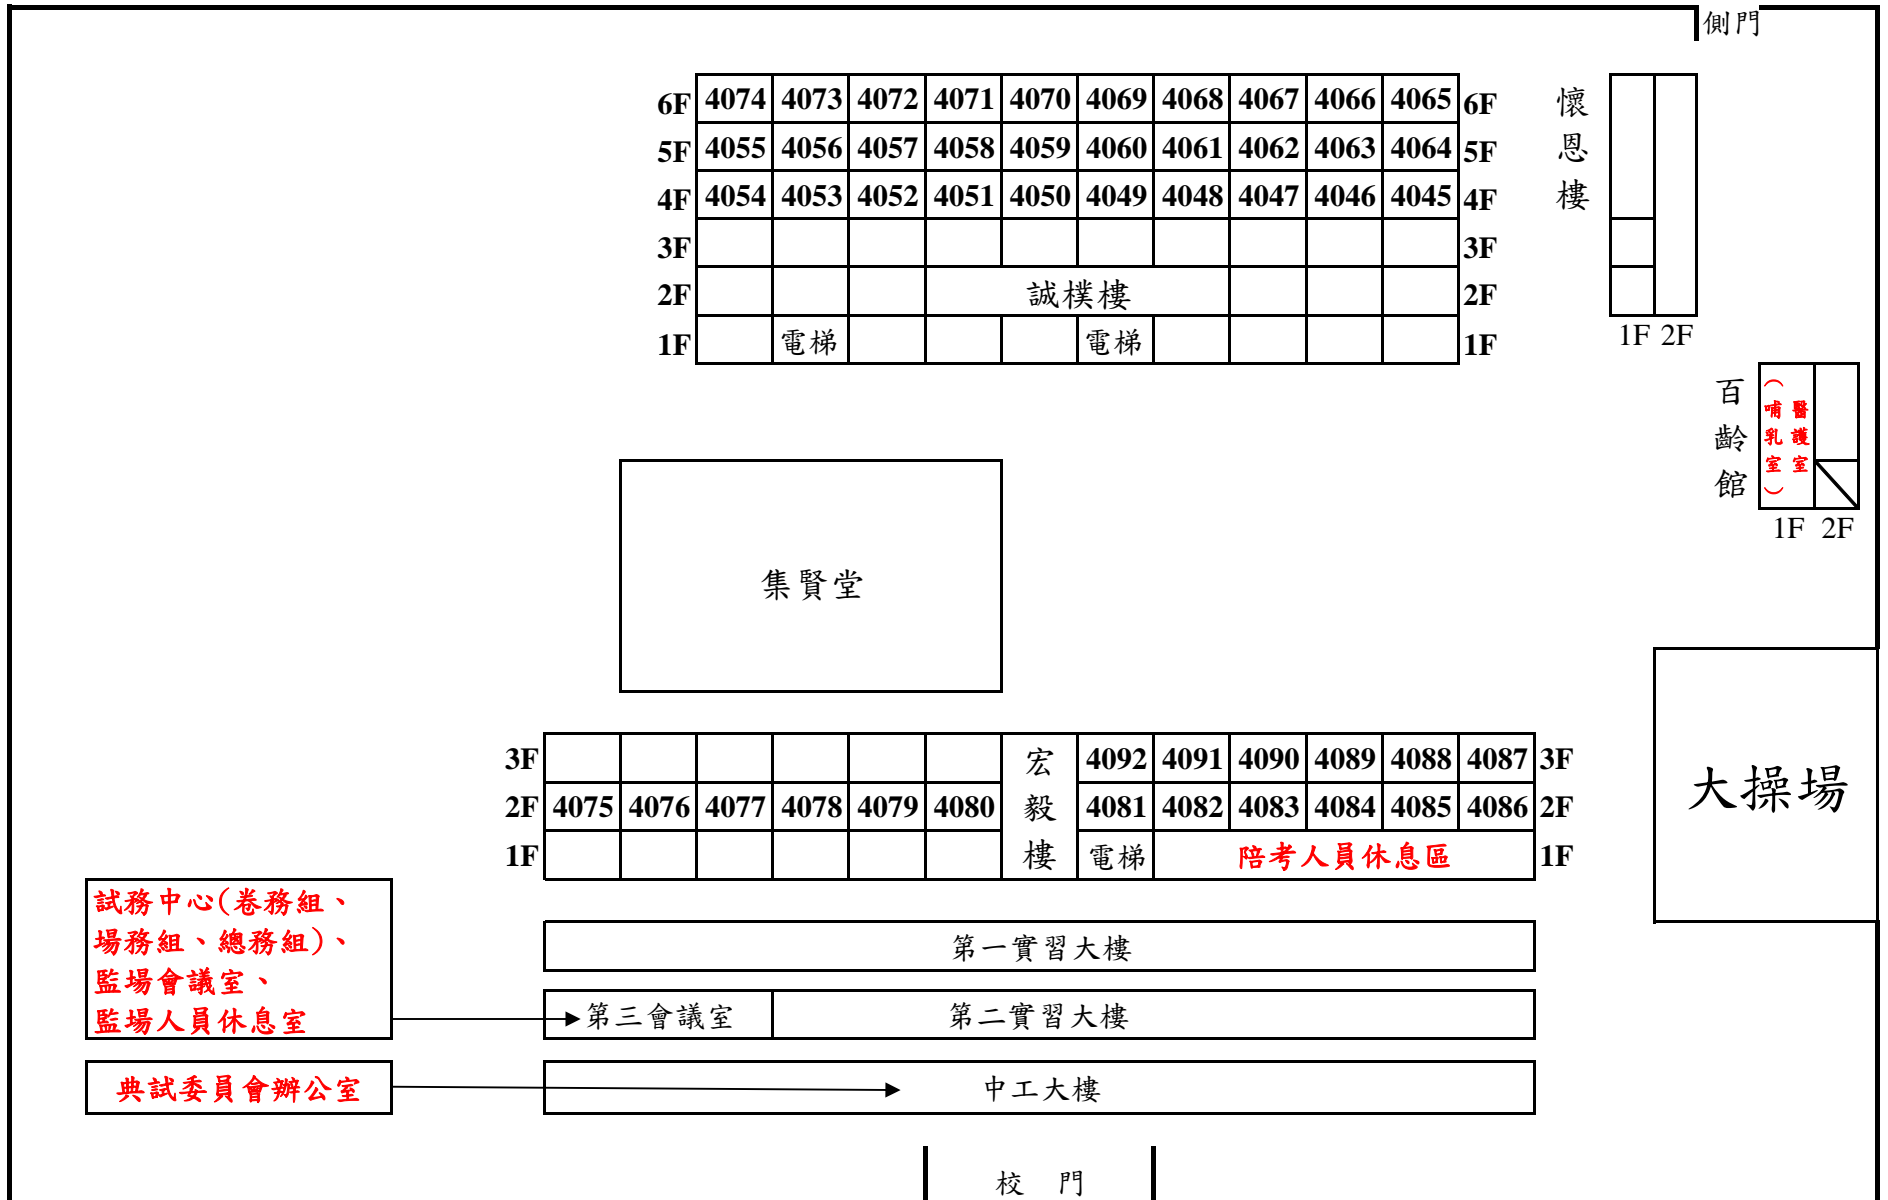 側門
6F 4074 4073 4072 4071 4070 4069 4068 4067 4066 4065 6F
5F 4055 4056 4057 4058 4059 4060 4061 4062 4063 4064 5F
4F 4054 4053 4052 4051 4050 4049 4048 4047 4046 4045 4F
3F 3F
2F 誠樸樓 2F
1F 電梯 電梯 1F
懷恩樓
1F 2F
百齡館
醫護室
(哺乳室)
1F 2F
集賢堂
大操場
3F 4092 4091 4090 4089 4088 4087 3F
2F 4075 4076 4077 4078 4079 4080 4081 4082 4083 4084 4085 4086 2F
1F 電梯 陪考人員休息區 1F
宏毅樓
第一實習大樓
試務中心(卷務組、
場務組、總務組)、
監場會議室、
監場人員休息室
第三會議室 第二實習大樓
典試委員會辦公室
中工大樓
校 門